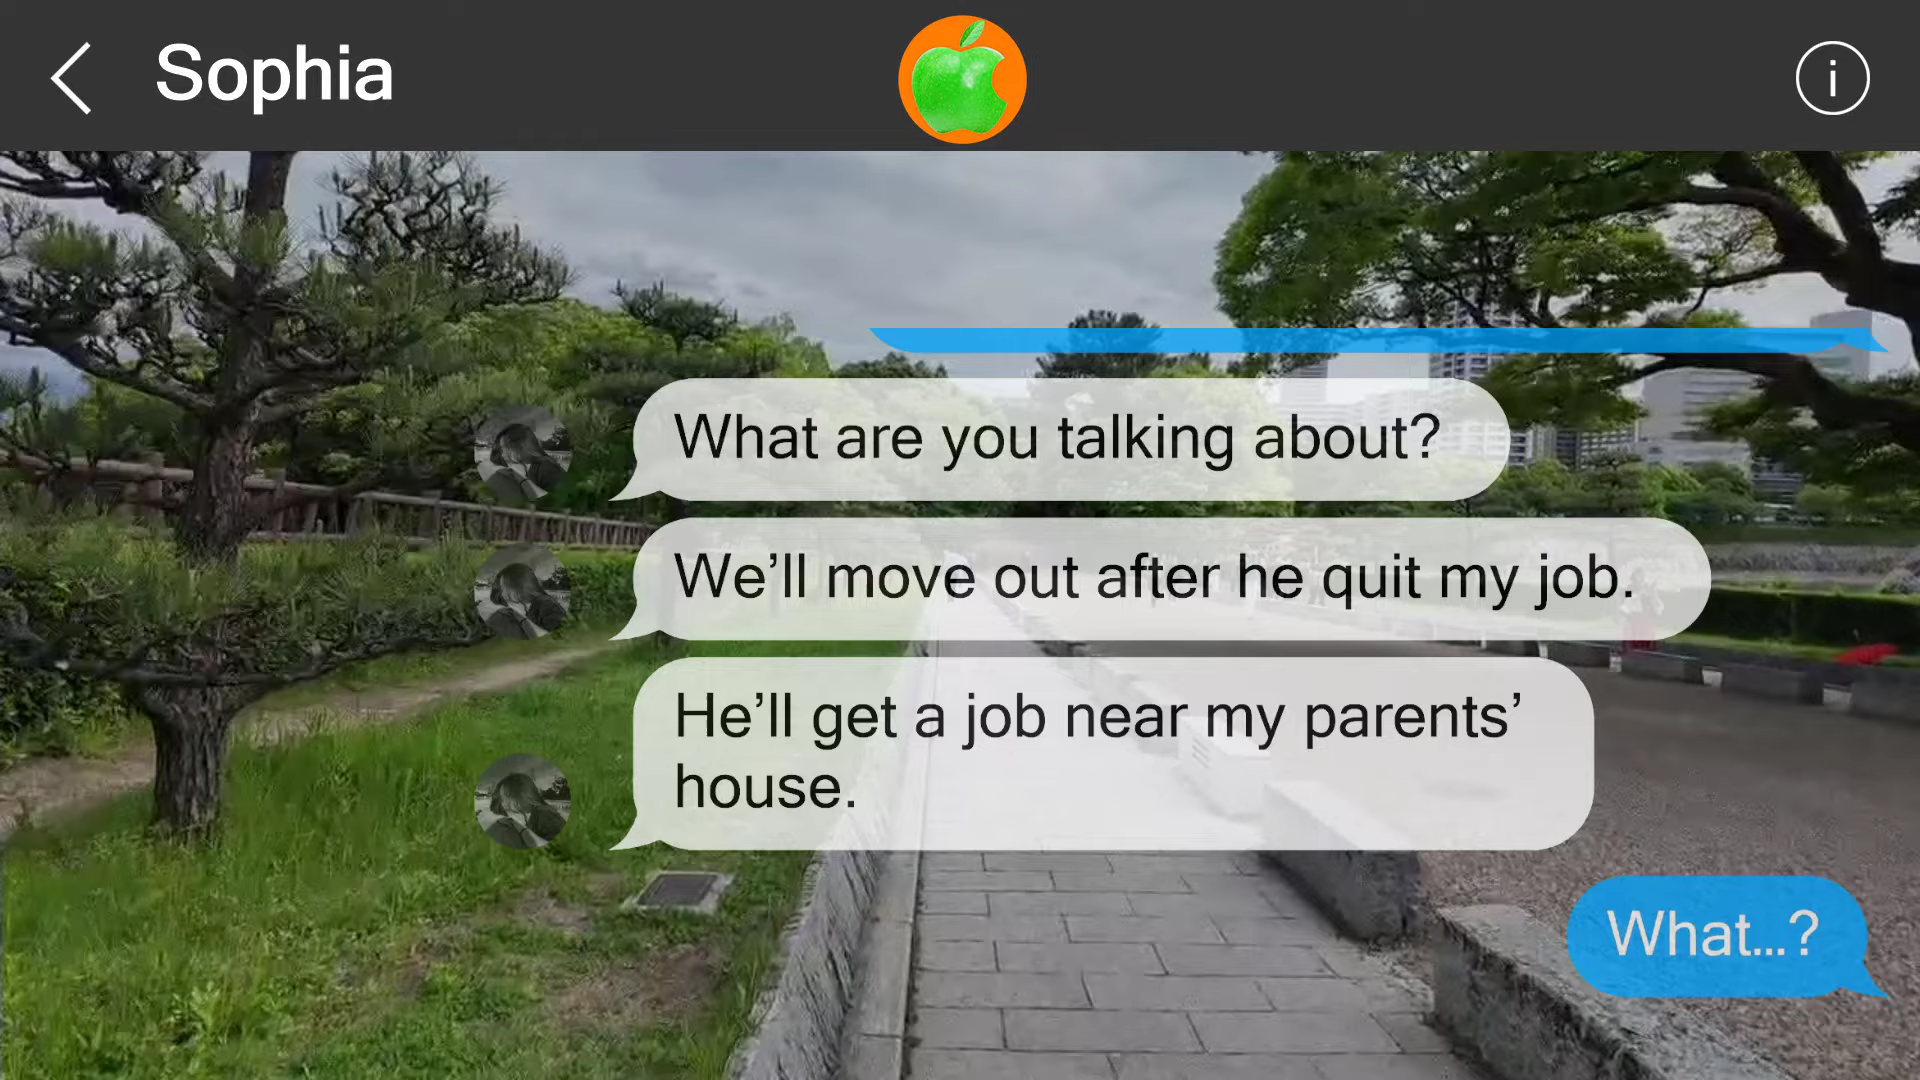 Sophia
i
What are you talking about?
We’ll move out after he quit my job.
He’ll get a job near my parents’
house.
What...?